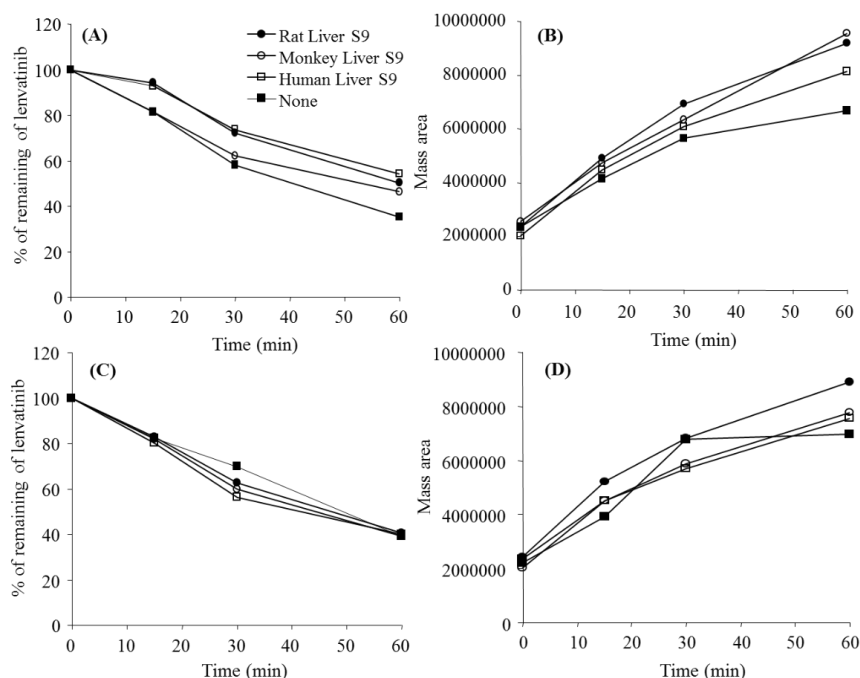 (A)
Rat Liver S9
Monkey Liver S9
Human Liver S9
None
% of remaining of lenvatinib
120
100
80
60
40
20
0
0 10 20 30 40 50 60
Time (min)
(B)
Mass area
10000000
8000000
6000000
4000000
2000000
0
0 10 20 30 40 50 60
Time (min)
(C)
% of remaining of lenvatinib
120
100
80
60
40
20
0
0 10 20 30 40 50 60
Time (min)
(D)
Mass area
10000000
8000000
6000000
4000000
2000000
0
0 10 20 30 40 50 60
Time (min)